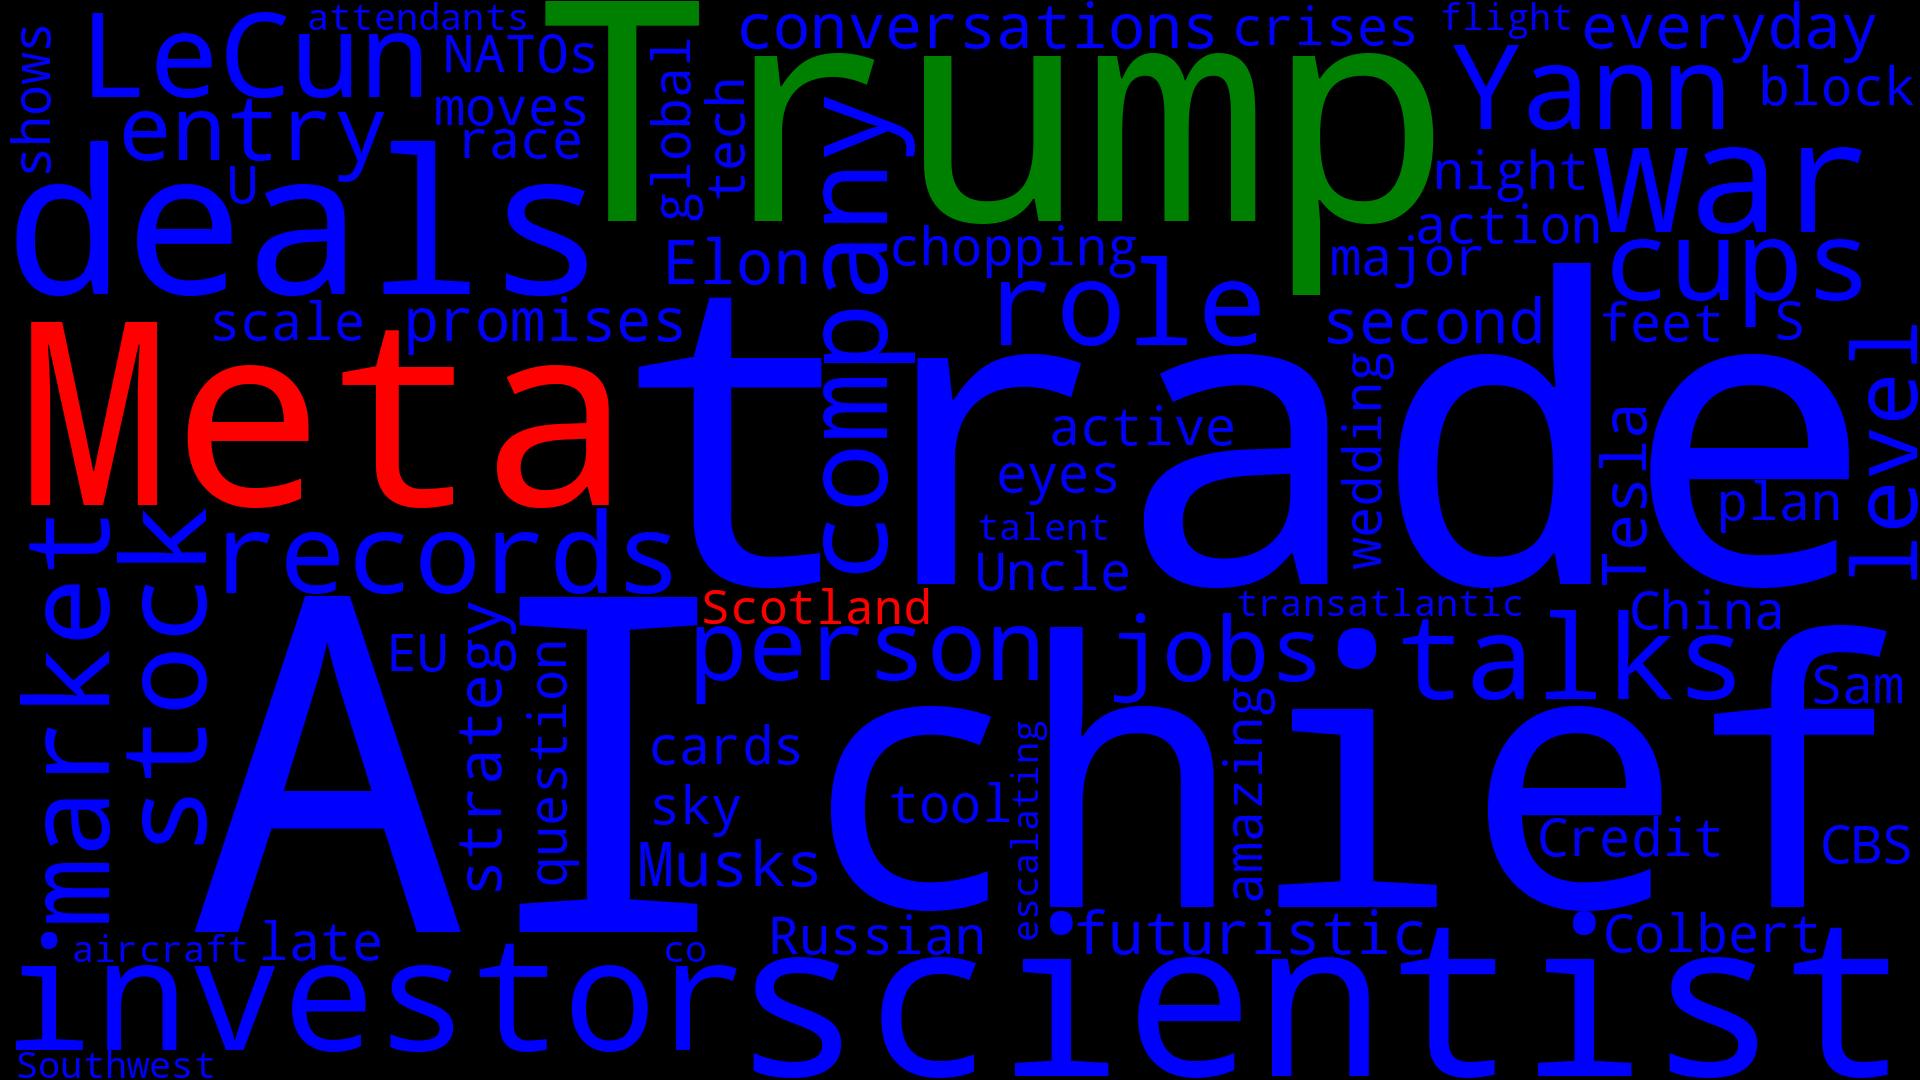 attendants
conversations
crises
flight
everyday
shows
LeCun
NATOs
Trump
global
tech
Yann
block
moves
entry
race
company
night
war
deals
U
action
Elon
chopping
major
cups
role
scale
promises
second
feet
S
level
Meta
trade
wedding
active
Tesla
eyes
plan
talent
Uncle
market
stock
records
Scotland
transatlantic
China
AI
EU
strategy
question
person
jobs
talks
Sam
chief
cards
escalating
amazing
sky
tool
Musks
Credit
CBS
aircraft
late
co
Russian
futuristic
Colbert
investor
scientist
Southwest